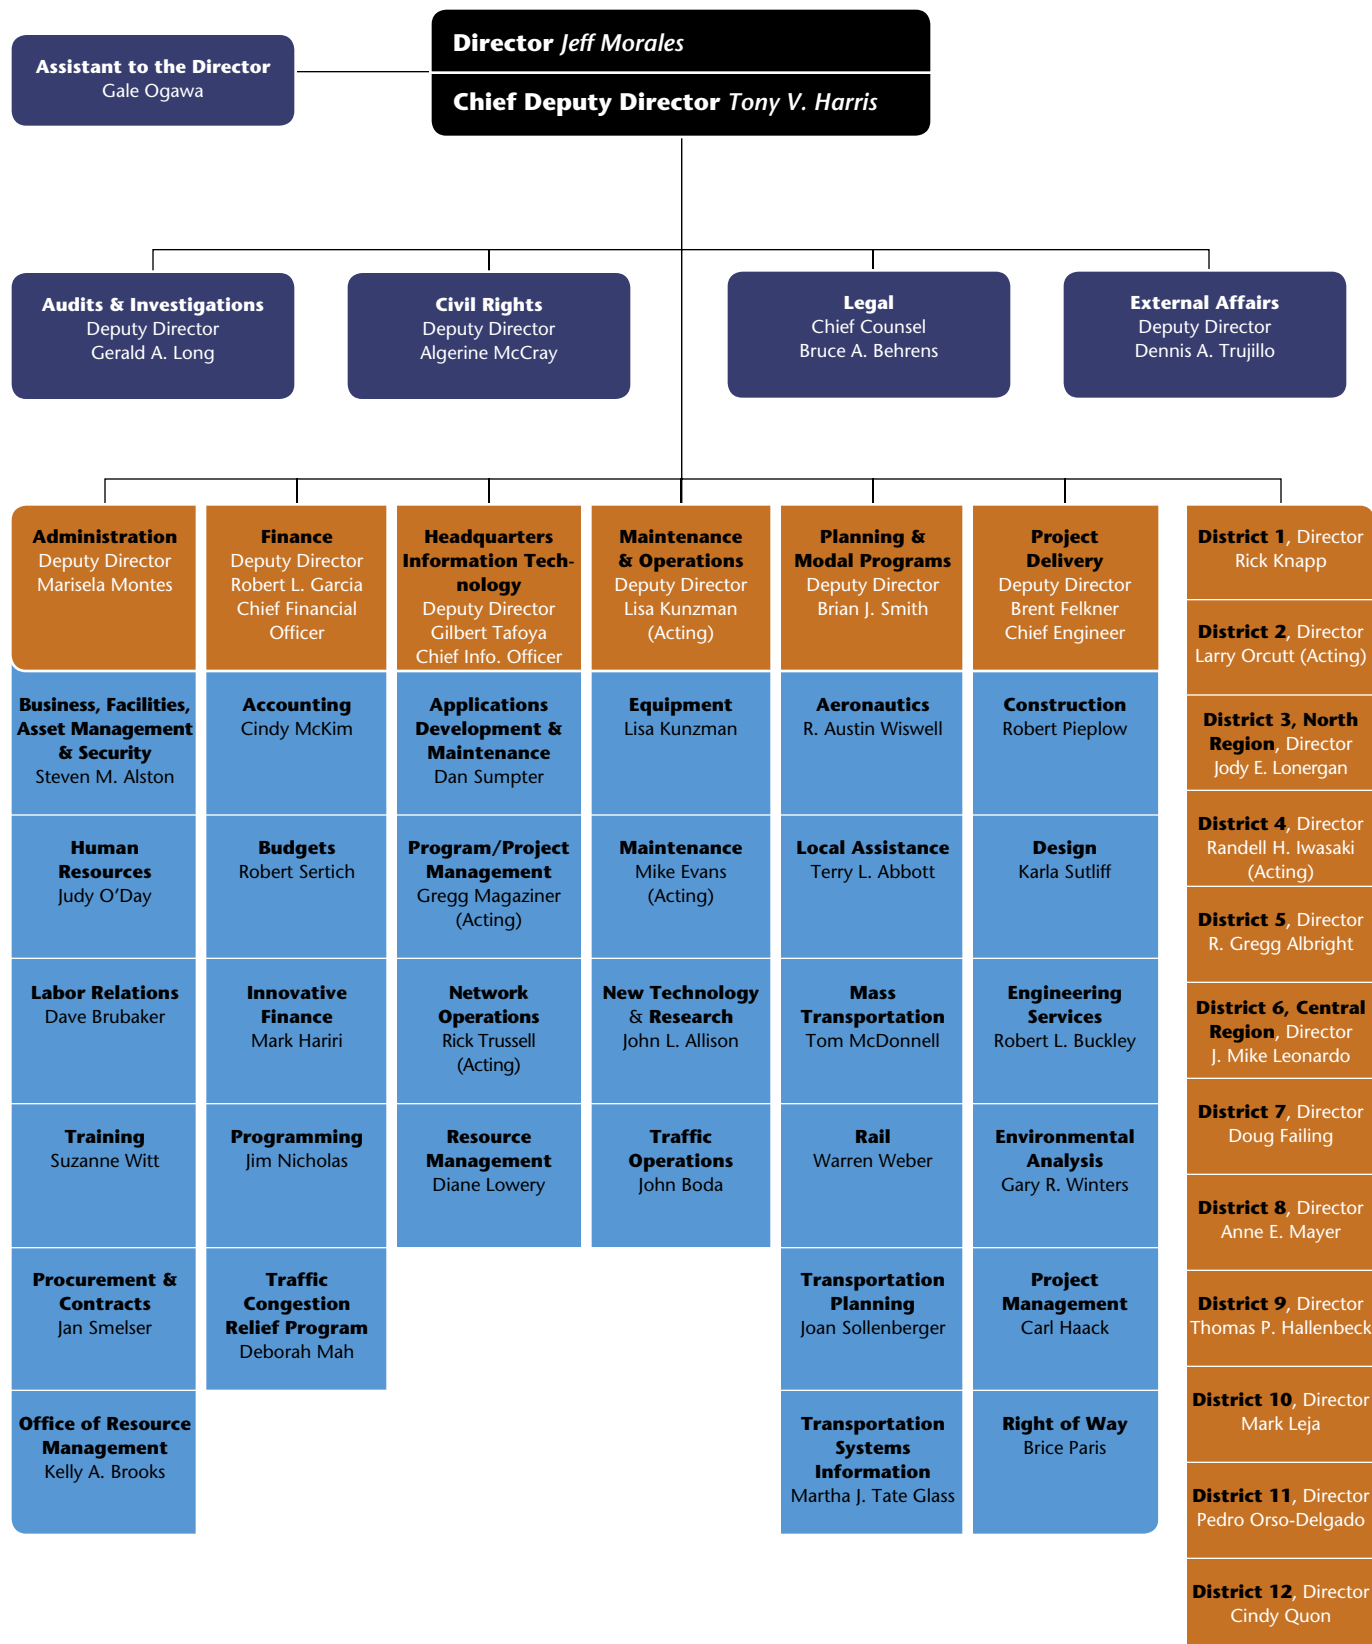 Director Jeff Morales
Chief Deputy Director Tony V. Harris
Assistant to the Director
Gale Ogawa
Audits & Investigations
Deputy Director
Gerald A. Long
Civil Rights
Deputy Director
Algerine McCray
Legal
Chief Counsel
Bruce A. Behrens
External Affairs
Deputy Director
Dennis A. Trujillo
Administration
Deputy Director
Marisela Montes
Business, Facilities,
Asset Management
& Security
Steven M. Alston
Human
Resources
Judy O’Day
Labor Relations
Dave Brubaker
Training
Suzanne Witt
Procurement &
Contracts
Jan Smelser
Office of Resource
Management
Kelly A. Brooks
Finance
Deputy Director
Robert L. Garcia
Chief Financial
Officer
Accounting
Cindy McKim
Budgets
Robert Sertich
Innovative
Finance
Mark Hariri
Programming
Jim Nicholas
Traffic
Congestion
Relief Program
Deborah Mah
Headquarters
Information Tech-
nology
Deputy Director
Gilbert Tafoya
Chief Info. Officer
Applications
Development &
Maintenance
Dan Sumpter
Program/Project
Management
Gregg Magaziner
(Acting)
Network
Operations
Rick Trussell
(Acting)
Resource
Management
Diane Lowery
Maintenance
& Operations
Deputy Director
Lisa Kunzman
(Acting)
Equipment
Lisa Kunzman
Maintenance
Mike Evans
(Acting)
New Technology
& Research
John L. Allison
Traffic
Operations
John Boda
Planning &
Modal Programs
Deputy Director
Brian J. Smith
Aeronautics
R. Austin Wiswell
Local Assistance
Terry L. Abbott
Mass
Transportation
Tom McDonnell
Rail
Warren Weber
Transportation
Planning
Joan Sollenberger
Transportation
Systems
Information
Martha J. Tate Glass
Project
Delivery
Deputy Director
Brent Felkner
Chief Engineer
Construction
Robert Pieplow
Design
Karla Sutliff
Engineering
Services
Robert L. Buckley
Environmental
Analysis
Gary R. Winters
Project
Management
Carl Haack
Right of Way
Brice Paris
District 1, Director
Rick Knapp
District 2, Director
Larry Orcutt (Acting)
District 3, North
Region, Director
Jody E. Lonergan
District 4, Director
Randell H. Iwasaki
(Acting)
District 5, Director
R. Gregg Albright
District 6, Central
Region, Director
J. Mike Leonardo
District 7, Director
Doug Failing
District 8, Director
Anne E. Mayer
District 9, Director
Thomas P. Hallenbeck
District 10, Director
Mark Leja
District 11, Director
Pedro Orso-Delgado
District 12, Director
Cindy Quon